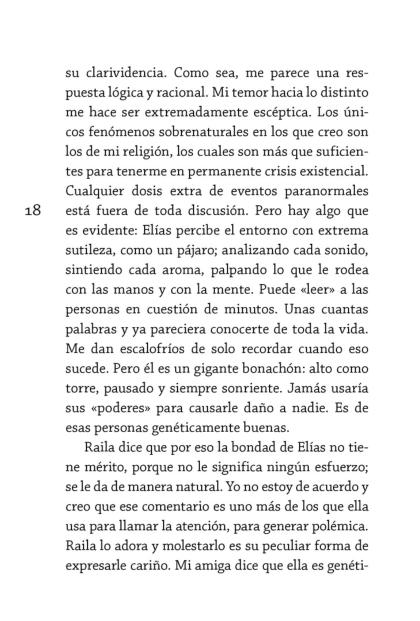 su clarividencia. Como sea, me parece una res-
puesta lógica y racional. Mi temor hacia lo distinto
me hace ser extremadamente escéptica. Los úni-
cos fenómenos sobrenaturales en los que creo son
los de mi religión, los cuales son más que suficien-
tes para tenerme en permanente crisis existencial.
Cualquier dosis extra de eventos paranormales
está fuera de toda discusión. Pero hay algo que
18
es evidente: Elías percibe el entorno con extrema
sutileza, como un pájaro; analizando cada sonido,
sintiendo cada aroma, palpando lo que le rodea
con las manos y con la mente. Puede «leer» a las
personas en cuestión de minutos. Unas cuantas
palabras y ya pareciera conocerte de toda la vida.
Me dan escalofríos de solo recordar cuando eso
sucede. Pero él es un gigante bonachón: alto como
torre, pausado y siempre sonriente. Jamás usaría
sus «poderes» para causarle daño a nadie. Es de
esas personas genéticamente buenas.
Raila dice que por eso la bondad de Elías no tie-
ne mérito, porque no le significa ningún esfuerzo;
se le da de manera natural. Yo no estoy de acuerdo y
creo que ese comentario es uno más de los que ella
usa para llamar la atención, para generar polémica.
Raila lo adora y molestarlo es su peculiar forma de
expresarle cariño. Mi amiga dice que ella es genéti-